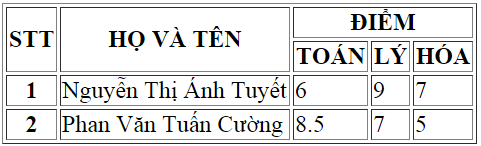 STT HỌ VÀ TÊN ĐIỂM
TOÁN LÝ HÓA
1 Nguyễn Thị Ánh Tuyết 6 9 7
2 Phan Văn Tuấn Cường 8.5 7 5